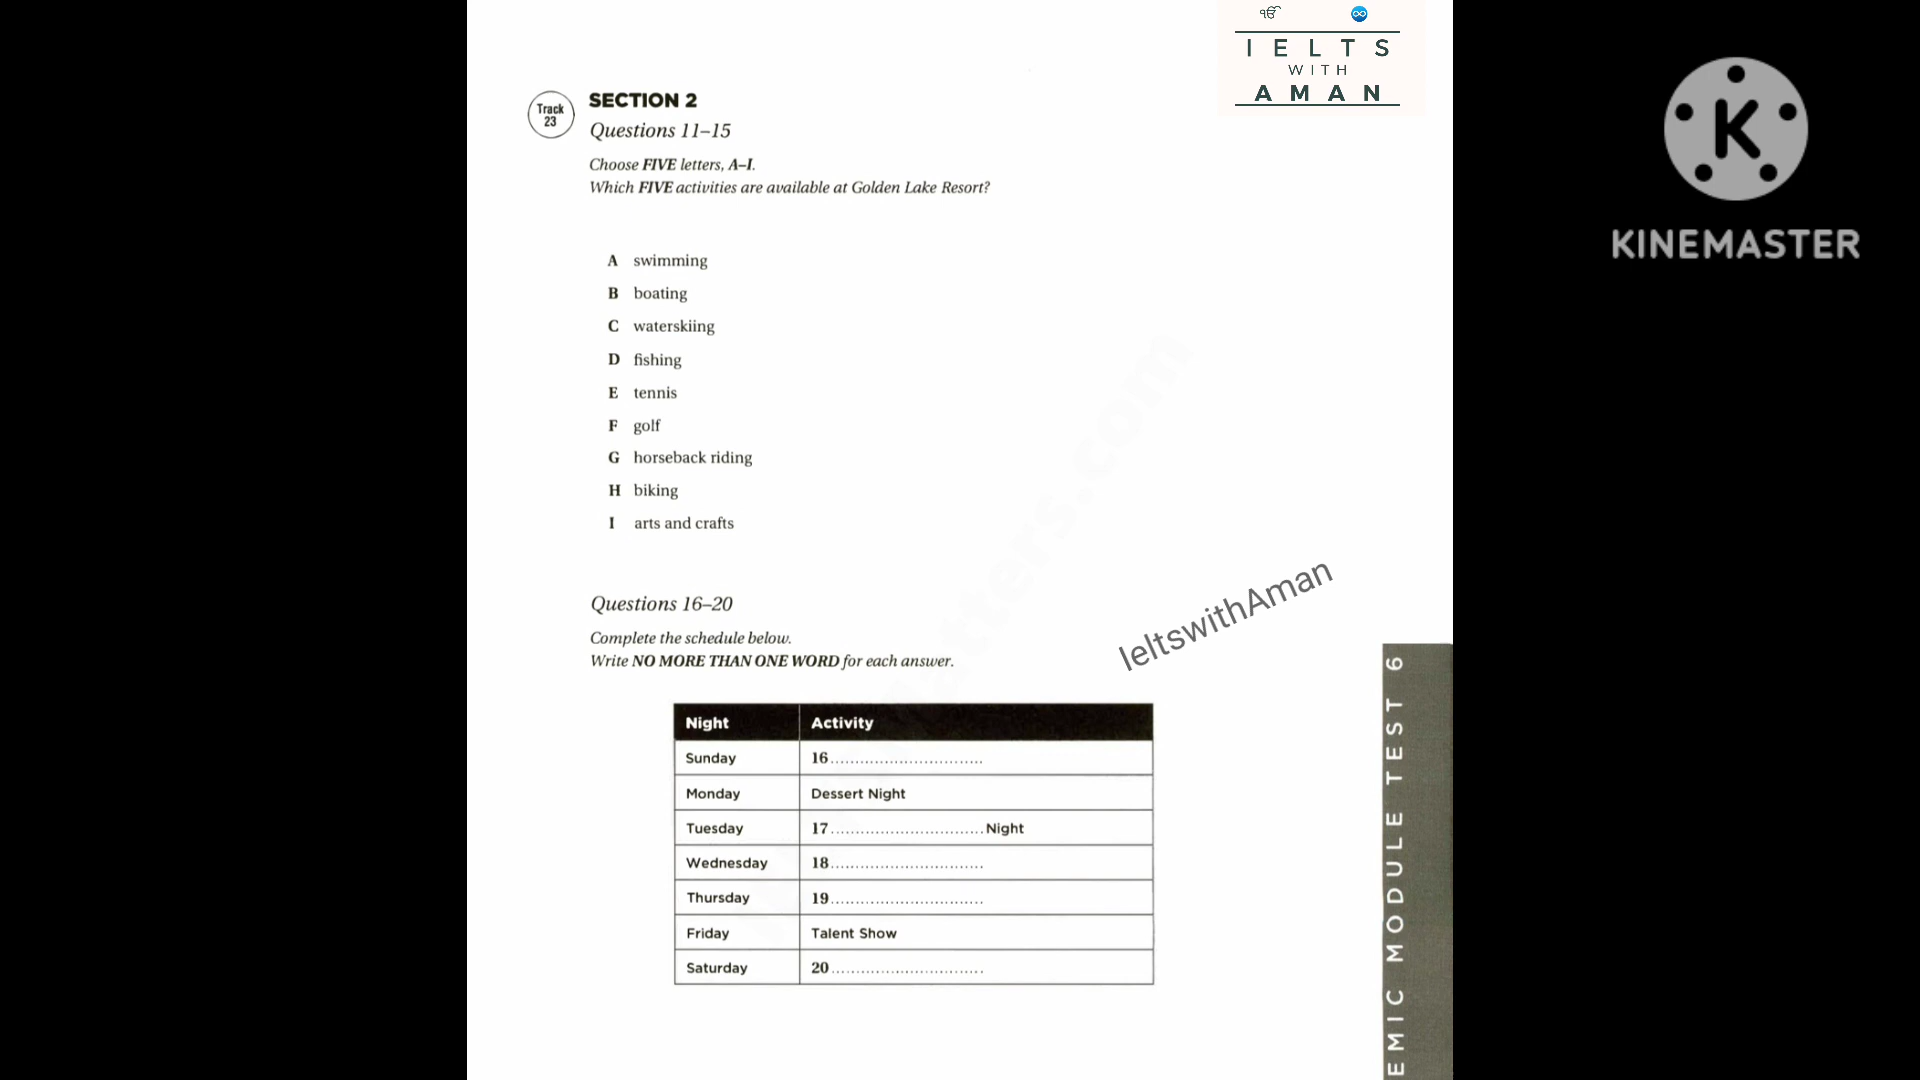 ੴ
IELTS
WITH
AMAN
K
KINEMASTER
Track
23
SECTION 2
Questions 11–15
Choose FIVE letters, A–I.
Which FIVE activities are available at Golden Lake Resort?
A swimming
B boating
C waterskiing
D fishing
E tennis
F golf
G horseback riding
H biking
I arts and crafts
Questions 16–20
Complete the schedule below.
Write NO MORE THAN ONE WORD for each answer.
IeltswithAman
Night Activity
Sunday 16..............................
Monday Dessert Night
Tuesday 17..............................Night
Wednesday 18..............................
Thursday 19..............................
Friday Talent Show
Saturday 20..............................
EMIC MODULE TEST 6